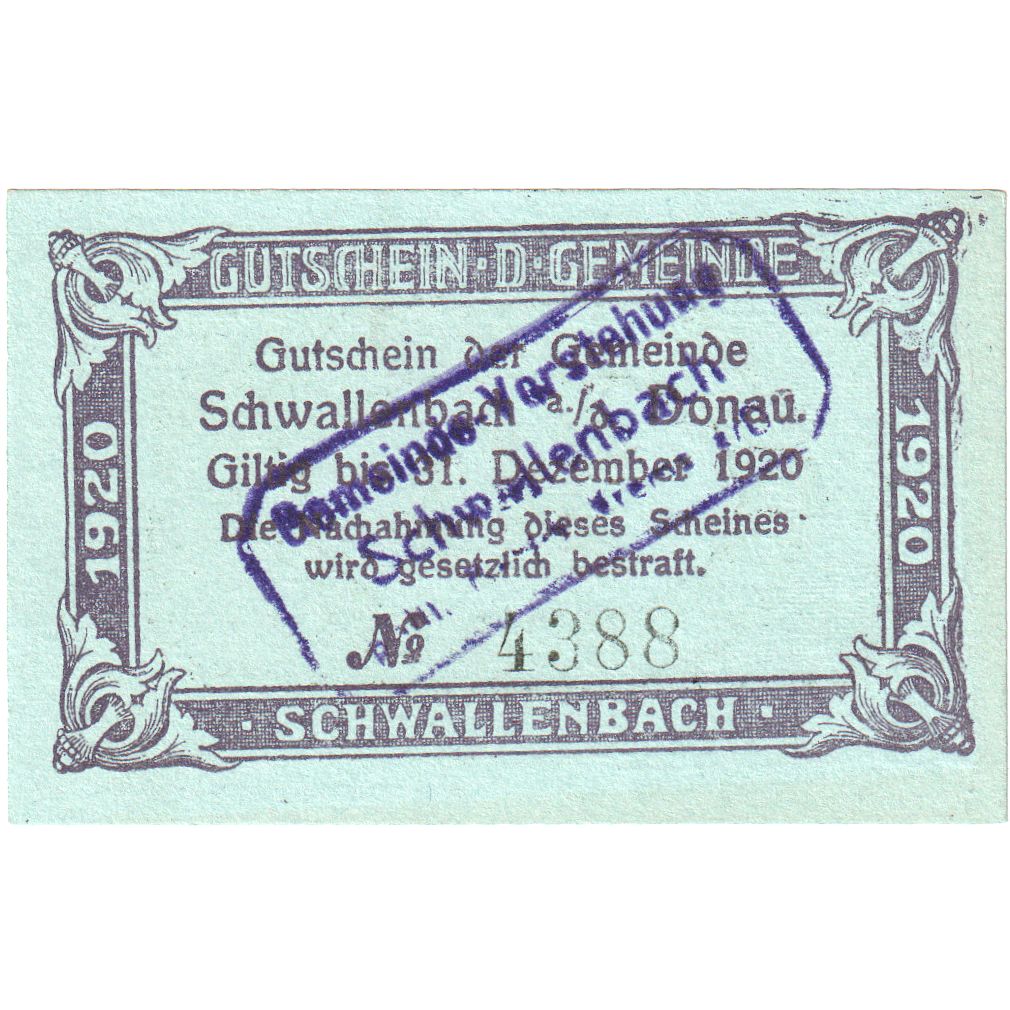 GUTSCHEIN·D·GEMEINDE
1920
Gutschein der Gemeinde
Schwallenbach a./d. Donau.
Giltig bis 31. Dezember 1920
Die Nachahmung dieses Scheines
wird gesetzlich bestraft.
№ 4388
1920
·SCHWALLENBACH·
Gemeinde-Vorstehung
Schwallenbach